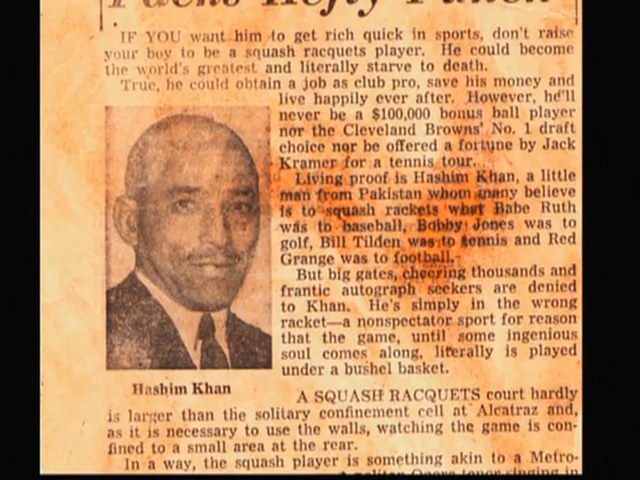 Packs Hefty Punch
IF YOU want him to get rich quick in sports, don't raise
your boy to be a squash racquets player. He could become
the world's greatest and literally starve to death.
True, he could obtain a job as club pro, save his money and
live happily ever after. However, he'll
never be a $100,000 bonus ball player
nor the Cleveland Browns' No. 1 draft
choice nor be offered a fortune by Jack
Kramer for a tennis tour.
Living proof is Hashim Khan, a little
man from Pakistan whom many believe
is to squash rackets what Babe Ruth
was to baseball, Bobby Jones was to
golf, Bill Tilden was to tennis and Red
Grange was to football.
But big gates, cheering thousands and
frantic autograph seekers are denied
to Khan. He's simply in the wrong
racket—a nonspectator sport for reason
that the game, until some ingenious
soul comes along, literally is played
under a bushel basket.
Hashim Khan
A SQUASH RACQUETS court hardly
is larger than the solitary confinement cell at Alcatraz and,
as it is necessary to use the walls, watching the game is con-
fined to a small area at the rear.
In a way, the squash player is something akin to a Metro-
politan Opera tenor singing in